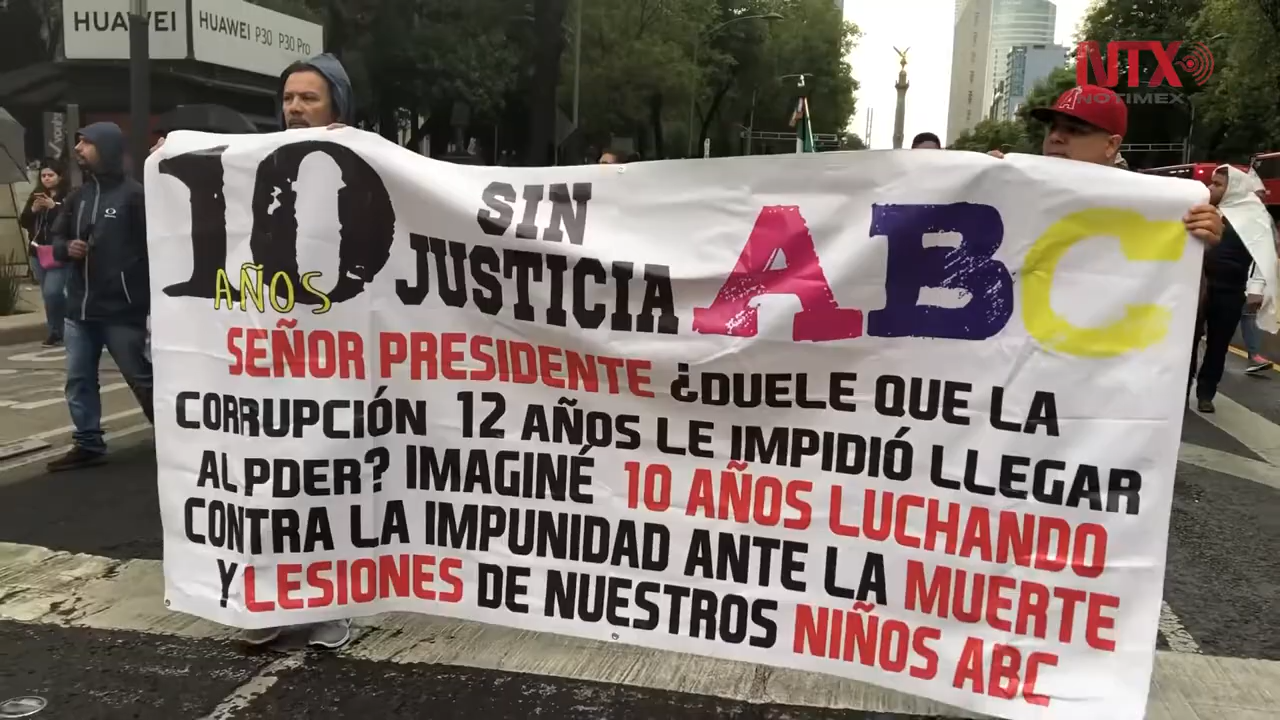 HUAWEI
HUAWEI P30 P30 Pro
NTX
NOTIMEX
10
AÑOS
SIN
JUSTICIA
ABC
SEÑOR PRESIDENTE ¿DUELE QUE LA
CORRUPCIÓN 12 AÑOS LE IMPIDIÓ LLEGAR
AL PDER? IMAGINÉ 10 AÑOS LUCHANDO
CONTRA LA IMPUNIDAD ANTE LA MUERTE
Y LESIONES DE NUESTROS NIÑOS ABC